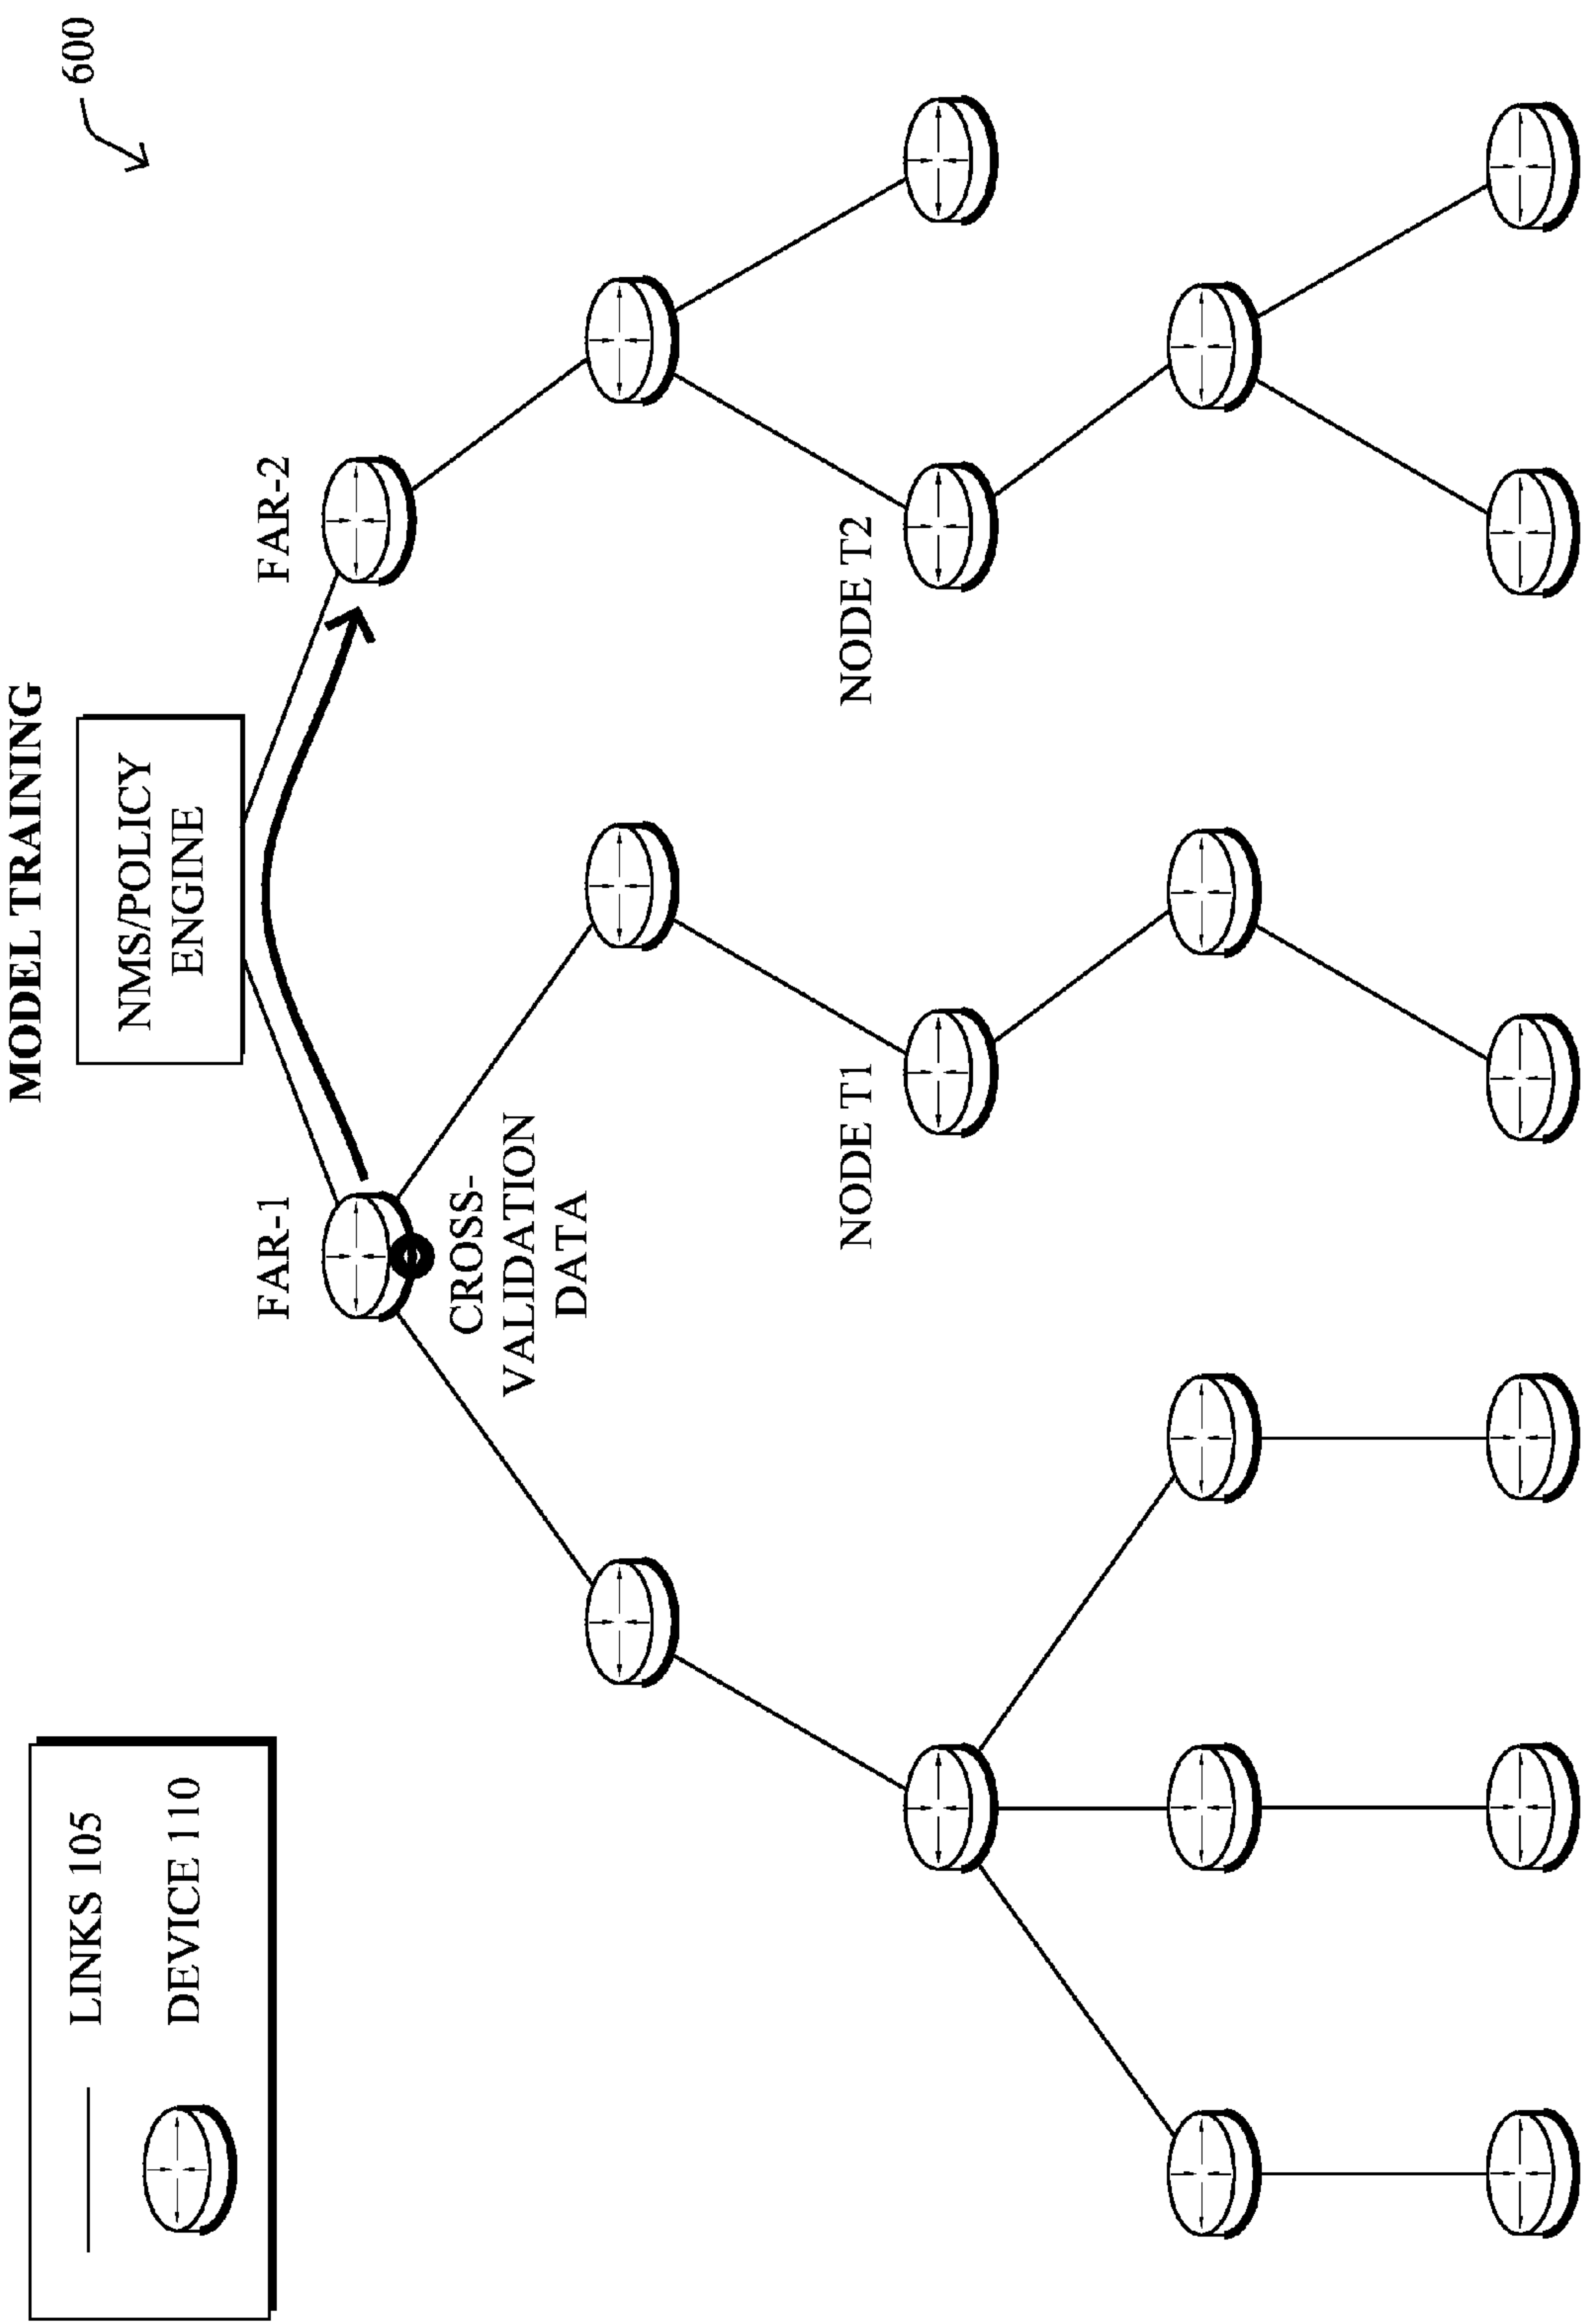 600
MODEL TRAINING
NMS/POLICY
ENGINE
LINKS 105
DEVICE 110
FAR-1
FAR-2
CROSS-
VALIDATION
DATA
NODE T1
NODE T2